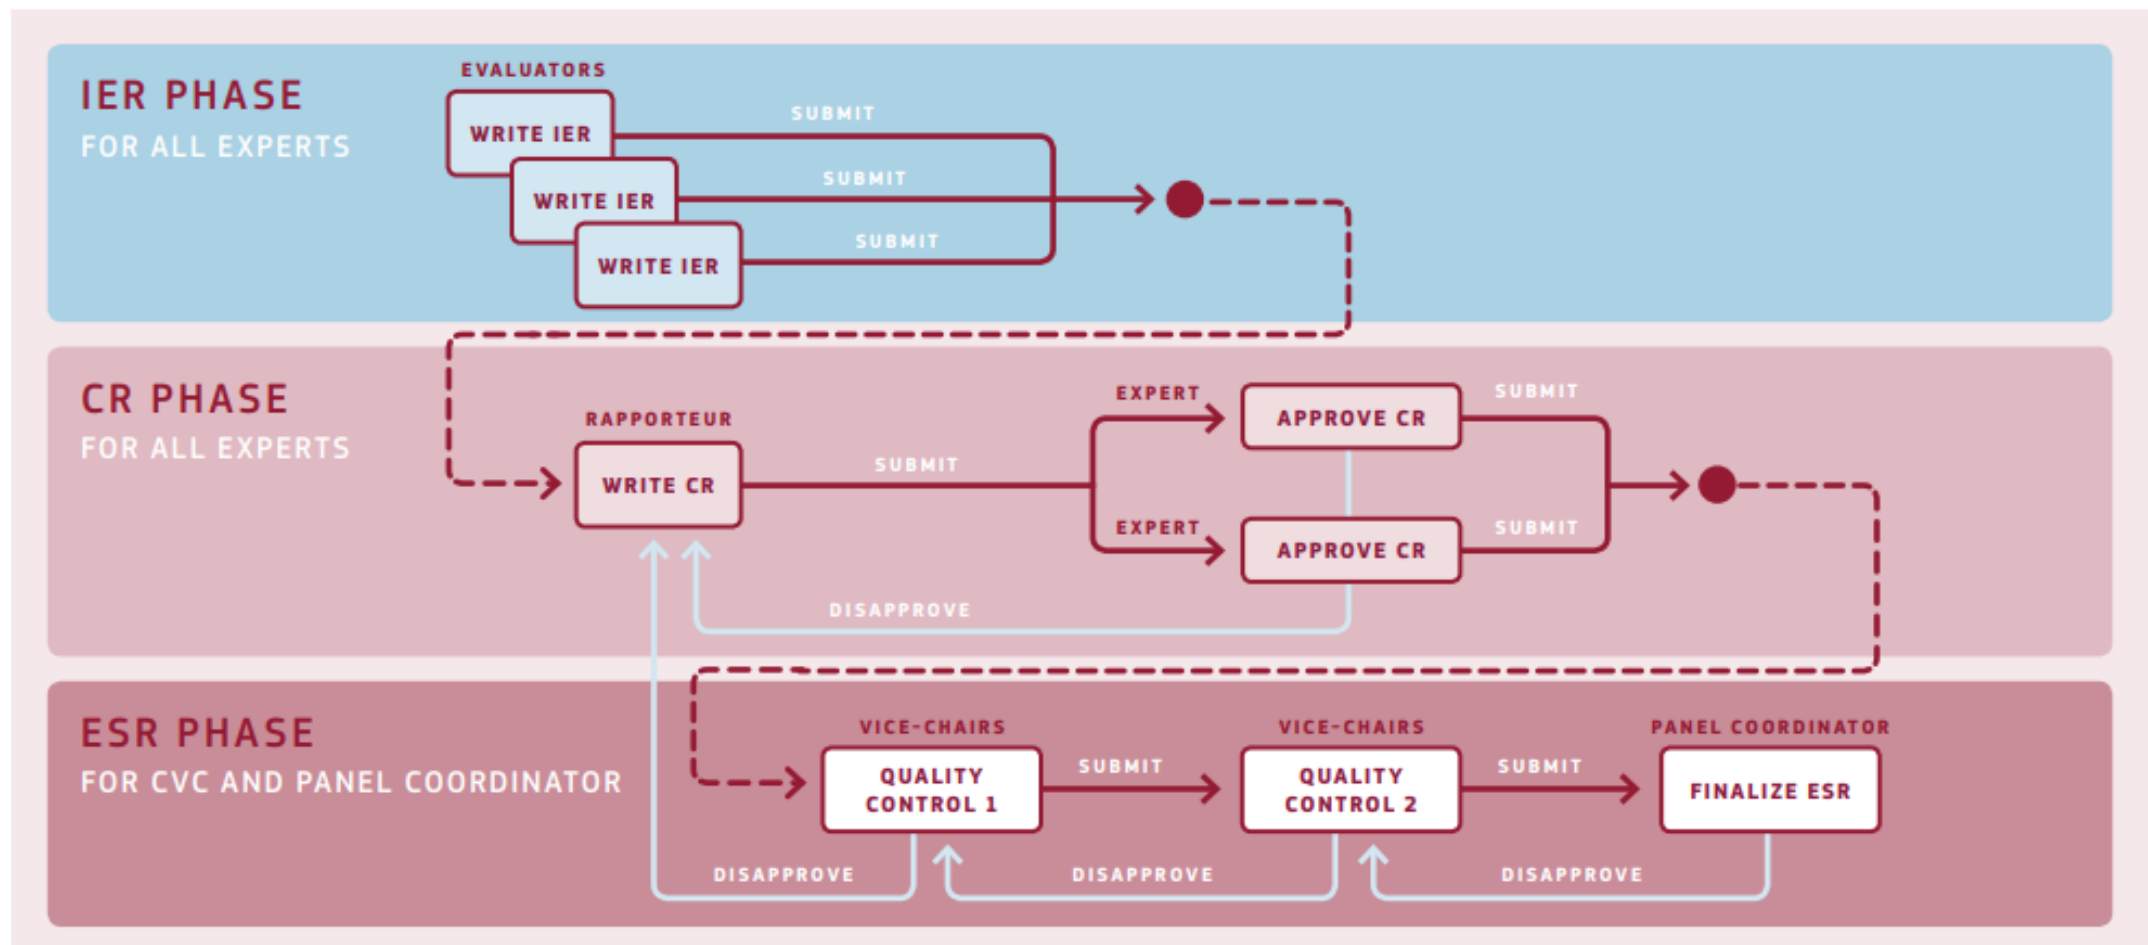 IER PHASE
FOR ALL EXPERTS
EVALUATORS
WRITE IER
SUBMIT
WRITE IER
SUBMIT
WRITE IER
SUBMIT
CR PHASE
FOR ALL EXPERTS
RAPPORTEUR
WRITE CR
SUBMIT
EXPERT
APPROVE CR
SUBMIT
EXPERT
APPROVE CR
SUBMIT
DISAPPROVE
ESR PHASE
FOR CVC AND PANEL COORDINATOR
VICE-CHAIRS
QUALITY
CONTROL 1
SUBMIT
VICE-CHAIRS
QUALITY
CONTROL 2
SUBMIT
PANEL COORDINATOR
FINALIZE ESR
DISAPPROVE
DISAPPROVE
DISAPPROVE